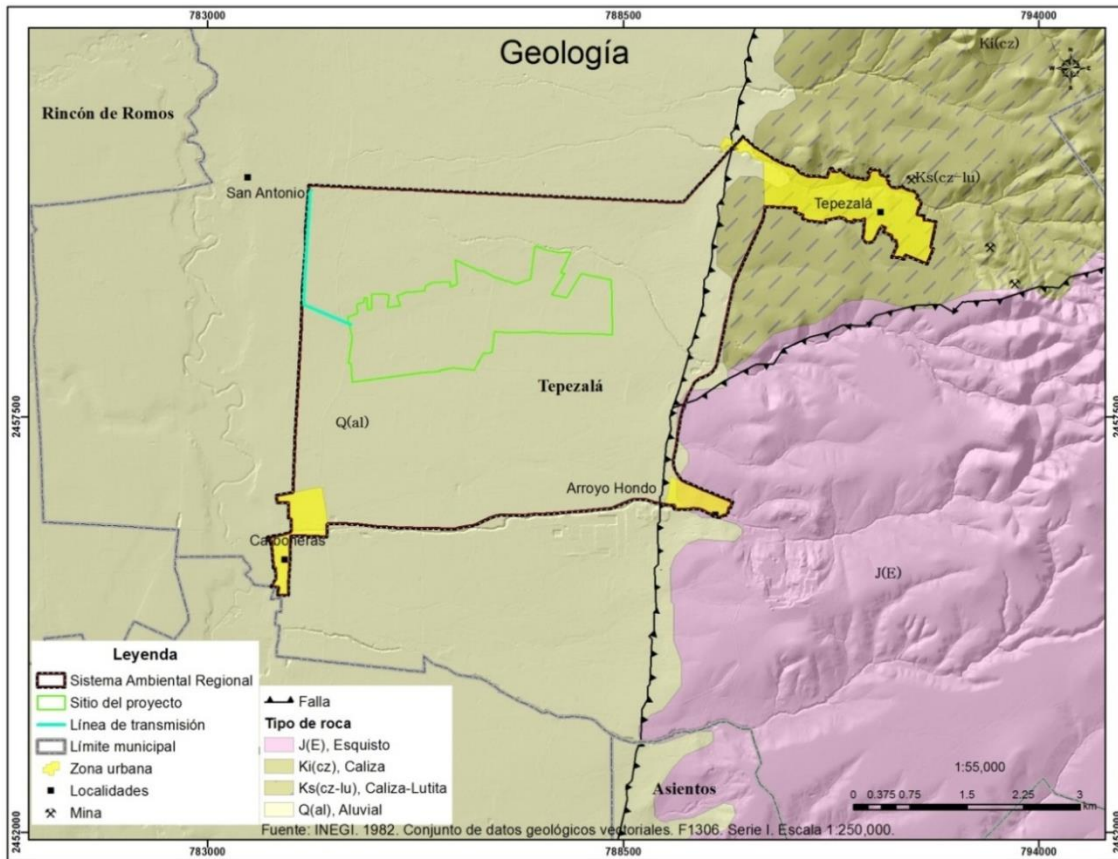 783000 788500 794000
Geología
Ki(cz)
Rincón de Romos
San Antonio
Ks(cz-lu)
Tepezalá
Tepezalá
2457500 2457500
Q(al)
Arroyo Hondo
Carboneras
J(E)
Leyenda
Sistema Ambiental Regional
Sitio del proyecto
Línea de transmisión
Límite municipal
Zona urbana
Localidades
Mina
Falla
Tipo de roca
J(E), Esquisto
Ki(cz), Caliza
Ks(cz-lu), Caliza-Lutita
Q(al), Aluvial
1:55,000
0 0.375 0.75 1.5 2.25 3
Km
Asientos
Fuente: INEGI. 1982. Conjunto de datos geológicos vectoriales. F1306. Serie I. Escala 1:250,000.
2452000 2452000
783000 788500 794000